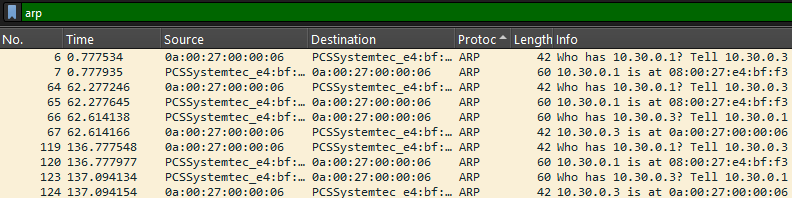 arp
No. Time Source Destination Protoc Length Info
6 0.777534 0a:00:27:00:00:06 PCSSystemtec_e4:bf:… ARP 42 Who has 10.30.0.1? Tell 10.30.0.3
7 0.777935 PCSSystemtec_e4:bf:… 0a:00:27:00:00:06 ARP 60 10.30.0.1 is at 08:00:27:e4:bf:f3
64 62.277246 0a:00:27:00:00:06 PCSSystemtec_e4:bf:… ARP 42 Who has 10.30.0.1? Tell 10.30.0.3
65 62.277645 PCSSystemtec_e4:bf:… 0a:00:27:00:00:06 ARP 60 10.30.0.1 is at 08:00:27:e4:bf:f3
66 62.614138 PCSSystemtec_e4:bf:… 0a:00:27:00:00:06 ARP 60 Who has 10.30.0.3? Tell 10.30.0.1
67 62.614166 0a:00:27:00:00:06 PCSSystemtec_e4:bf:… ARP 42 10.30.0.3 is at 0a:00:27:00:00:06
119 136.777548 0a:00:27:00:00:06 PCSSystemtec_e4:bf:… ARP 42 Who has 10.30.0.1? Tell 10.30.0.3
120 136.777977 PCSSystemtec_e4:bf:… 0a:00:27:00:00:06 ARP 60 10.30.0.1 is at 08:00:27:e4:bf:f3
123 137.094134 PCSSystemtec_e4:bf:… 0a:00:27:00:00:06 ARP 60 Who has 10.30.0.3? Tell 10.30.0.1
124 137.094154 0a:00:27:00:00:06 PCSSystemtec_e4:bf:… ARP 42 10.30.0.3 is at 0a:00:27:00:00:06